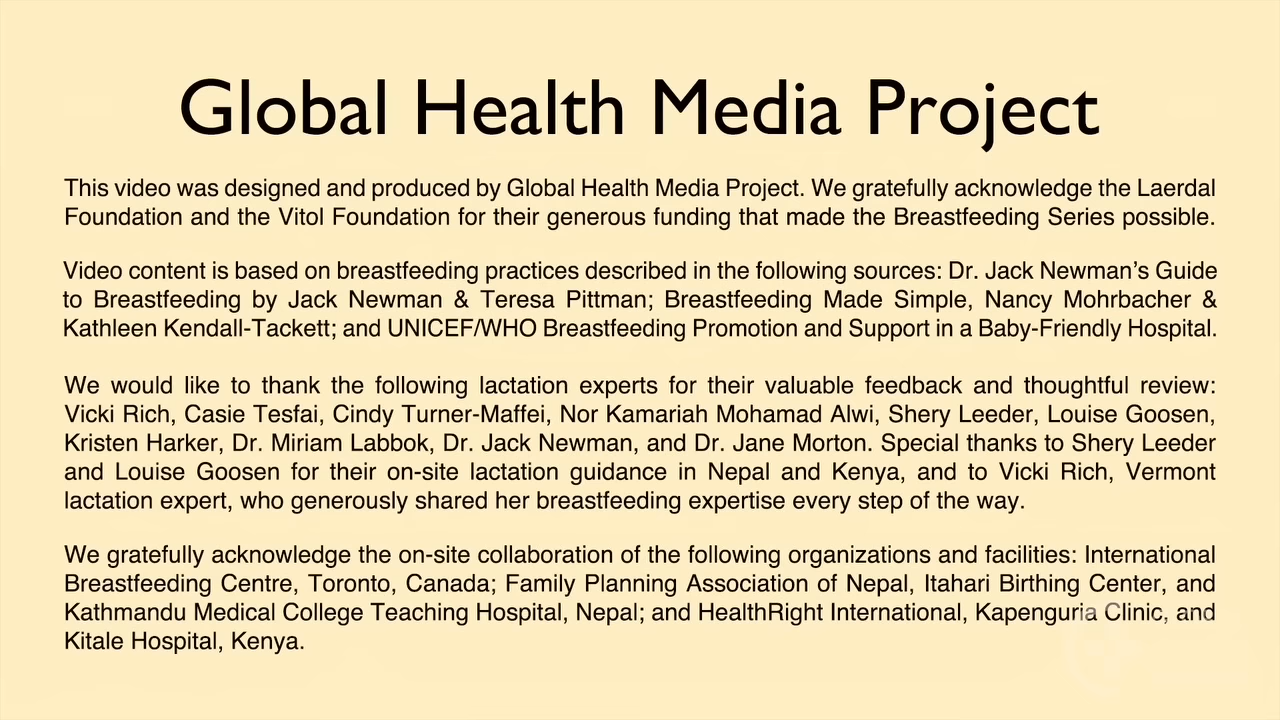 Global Health Media Project
This video was designed and produced by Global Health Media Project. We gratefully acknowledge the Laerdal
Foundation and the Vitol Foundation for their generous funding that made the Breastfeeding Series possible.
Video content is based on breastfeeding practices described in the following sources: Dr. Jack Newman’s Guide
to Breastfeeding by Jack Newman & Teresa Pittman; Breastfeeding Made Simple, Nancy Mohrbacher &
Kathleen Kendall-Tackett; and UNICEF/WHO Breastfeeding Promotion and Support in a Baby-Friendly Hospital.
We would like to thank the following lactation experts for their valuable feedback and thoughtful review:
Vicki Rich, Casie Tesfai, Cindy Turner-Maffei, Nor Kamariah Mohamad Alwi, Shery Leeder, Louise Goosen,
Kristen Harker, Dr. Miriam Labbok, Dr. Jack Newman, and Dr. Jane Morton. Special thanks to Shery Leeder
and Louise Goosen for their on-site lactation guidance in Nepal and Kenya, and to Vicki Rich, Vermont
lactation expert, who generously shared her breastfeeding expertise every step of the way.
We gratefully acknowledge the on-site collaboration of the following organizations and facilities: International
Breastfeeding Centre, Toronto, Canada; Family Planning Association of Nepal, Itahari Birthing Center, and
Kathmandu Medical College Teaching Hospital, Nepal; and HealthRight International, Kapenguria Clinic, and
Kitale Hospital, Kenya.